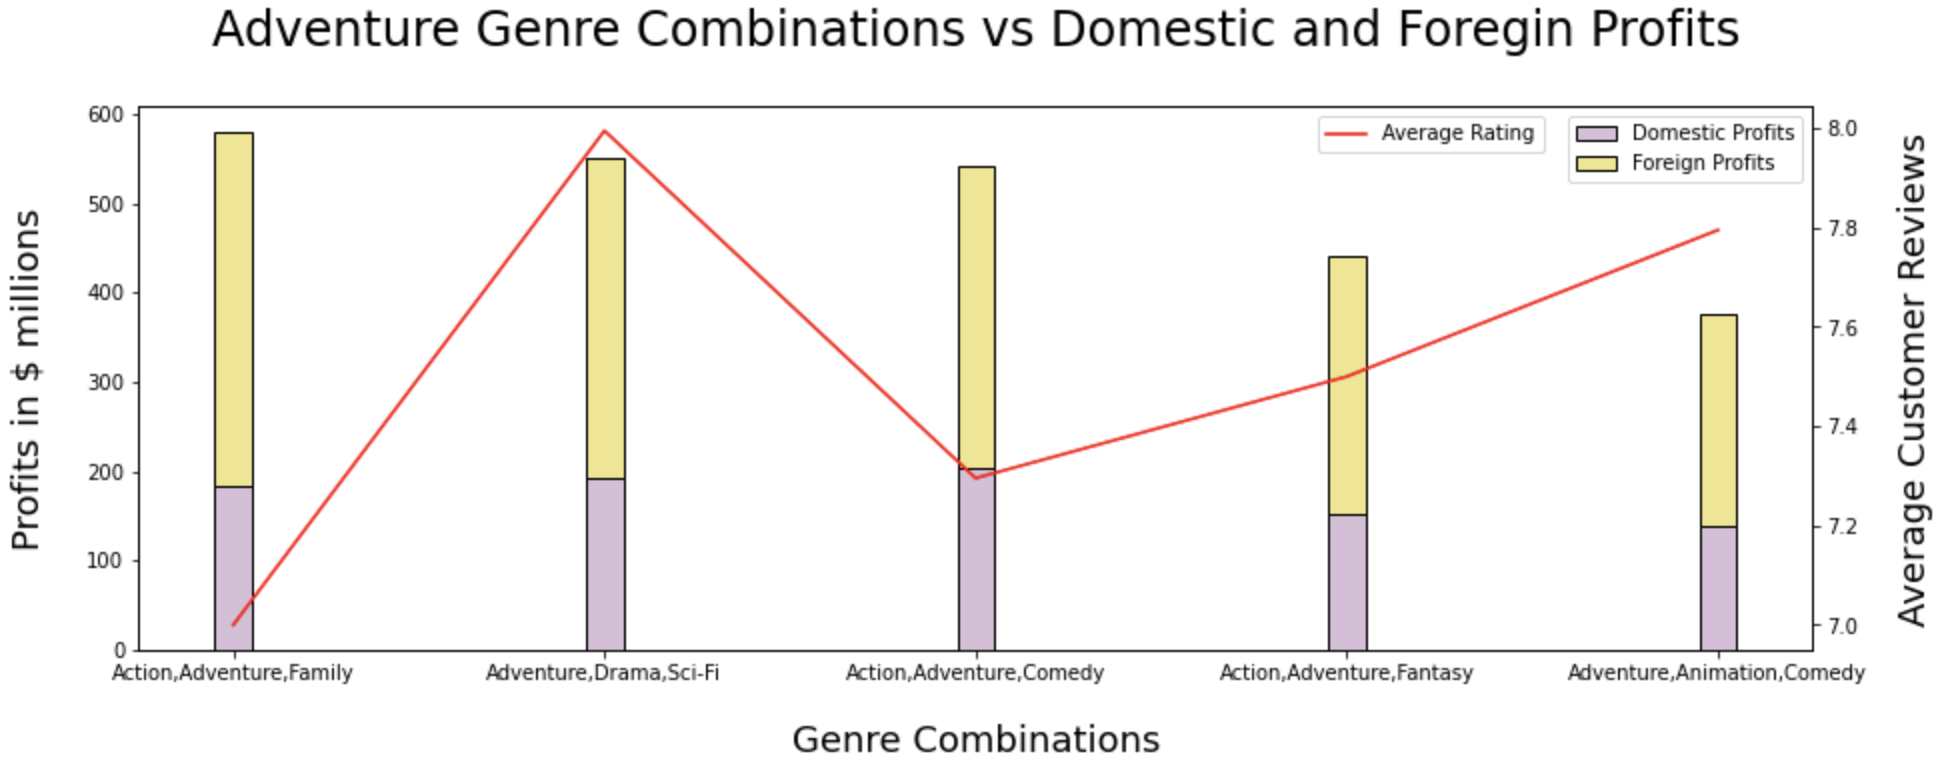 Adventure Genre Combinations vs Domestic and Foregin Profits
Profits in $ millions
600
500
400
300
200
100
0
Average Rating
Domestic Profits
Foreign Profits
8.0
7.8
7.6
7.4
7.2
7.0
Average Customer Reviews
Action,Adventure,Family
Adventure,Drama,Sci-Fi
Action,Adventure,Comedy
Action,Adventure,Fantasy
Adventure,Animation,Comedy
Genre Combinations